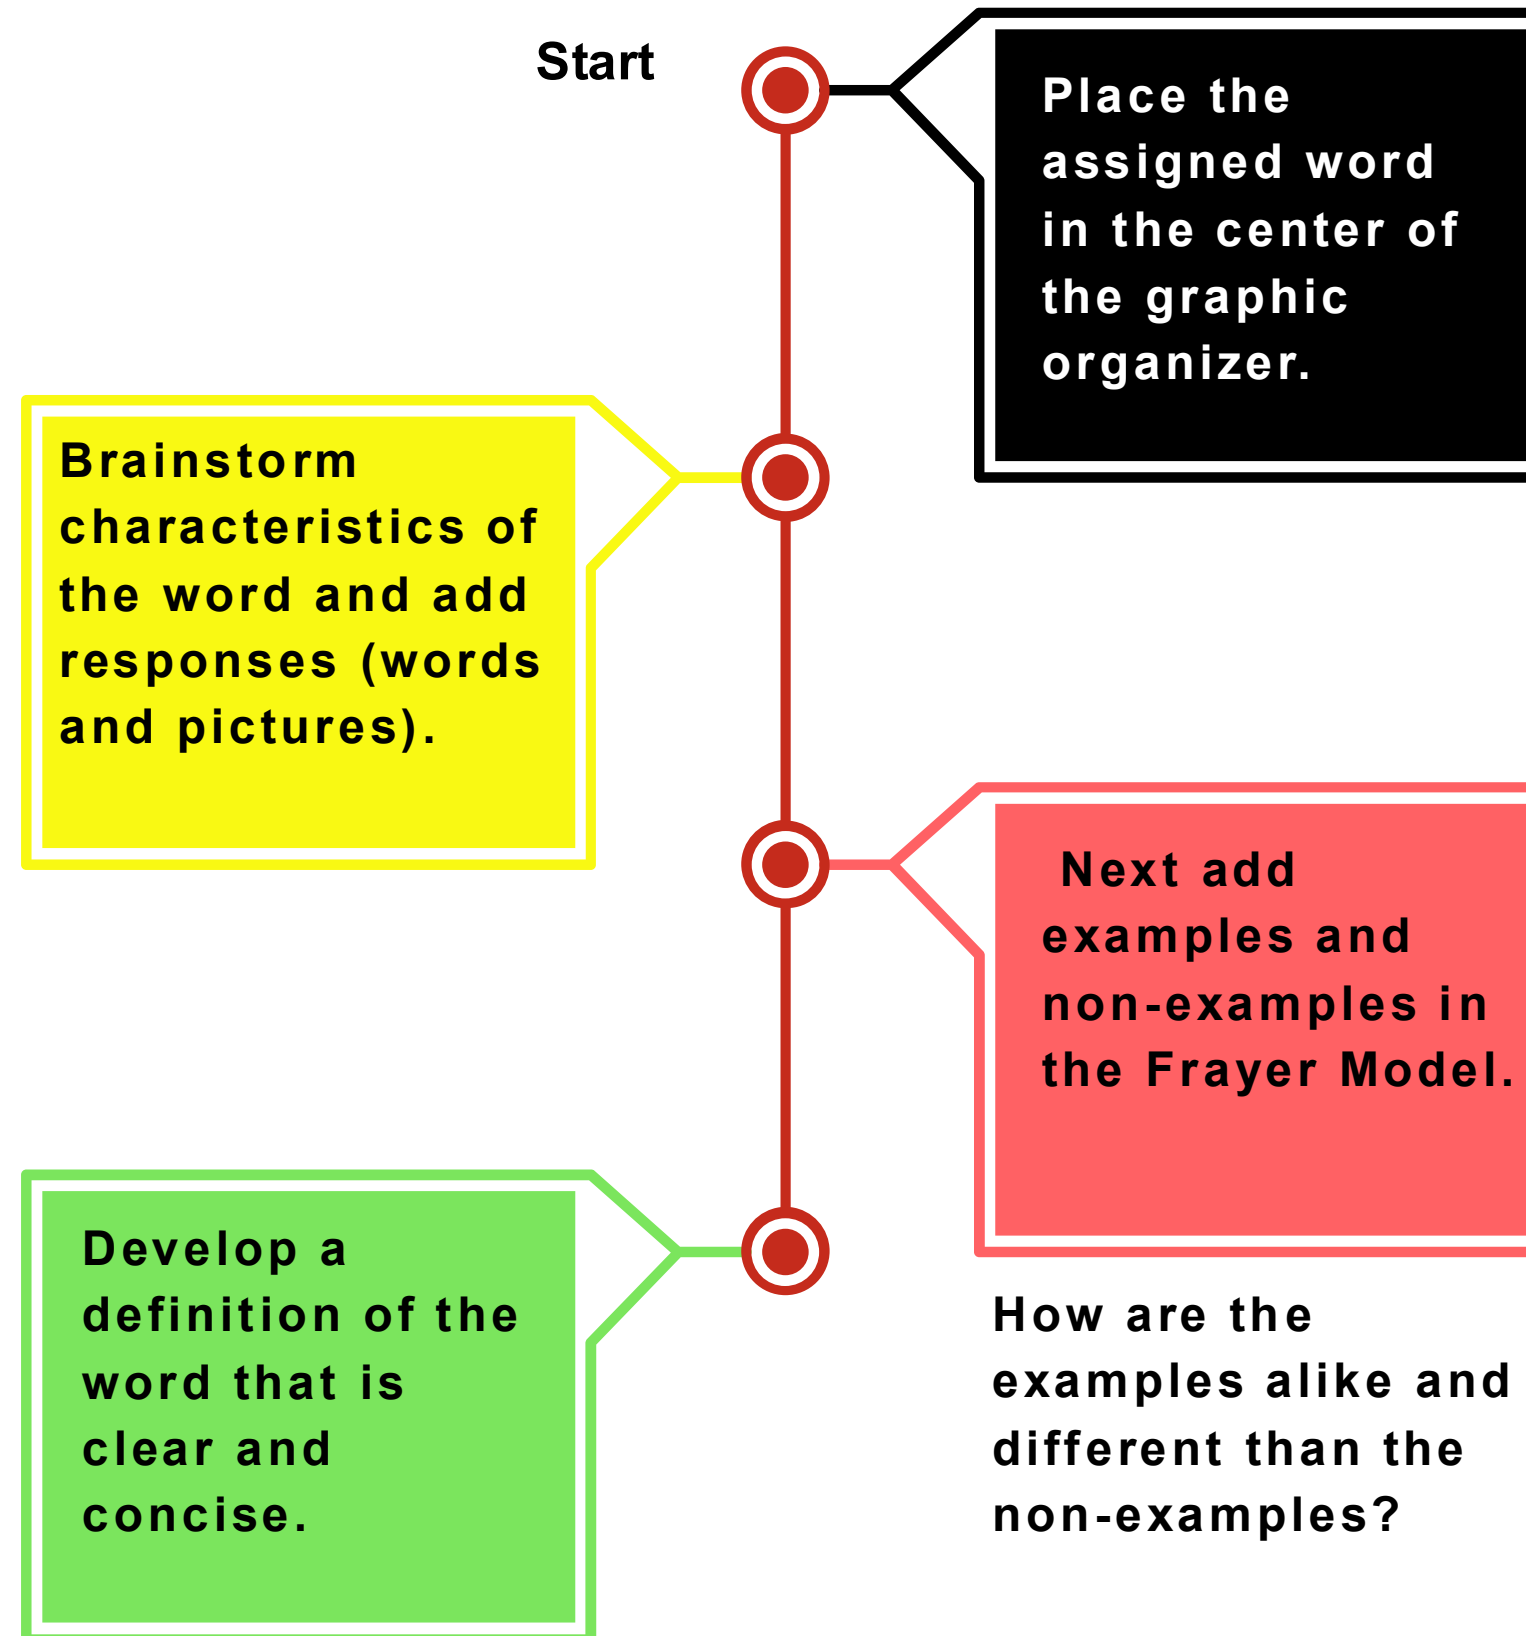 Start
Place the
assigned word
in the center of
the graphic
organizer.
Brainstorm
characteristics of
the word and add
responses (words
and pictures).
Next add
examples and
non-examples in
the Frayer Model.
Develop a
definition of the
word that is
clear and
concise.
How are the
examples alike and
different than the
non-examples?